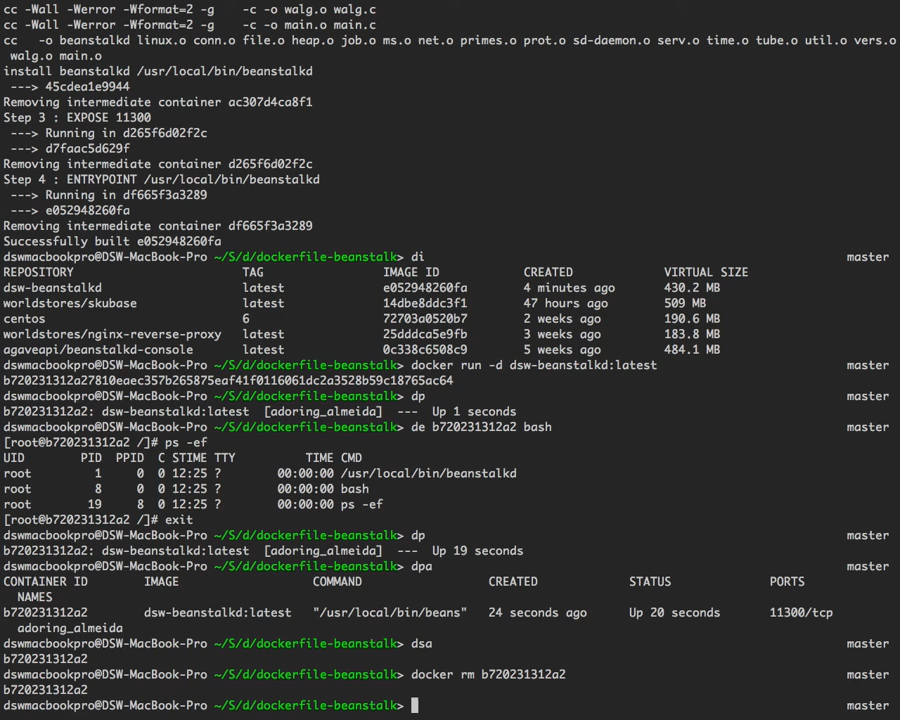 cc -Wall -Werror -Wformat=2 -g    -c -o walg.o walg.c
cc -Wall -Werror -Wformat=2 -g    -c -o main.o main.c
cc   -o beanstalkd linux.o conn.o file.o heap.o job.o ms.o net.o primes.o prot.o sd-daemon.o serv.o time.o tube.o util.o vers.o
 walg.o main.o
install beanstalkd /usr/local/bin/beanstalkd
 ---> 45cdea1e9944
Removing intermediate container ac307d4ca8f1
Step 3 : EXPOSE 11300
 ---> Running in d265f6d02f2c
 ---> d7faac5d629f
Removing intermediate container d265f6d02f2c
Step 4 : ENTRYPOINT /usr/local/bin/beanstalkd
 ---> Running in df665f3a3289
 ---> e052948260fa
Removing intermediate container df665f3a3289
Successfully built e052948260fa
dswmacbookpro@DSW-MacBook-Pro ~/S/d/dockerfile-beanstalk> di master
REPOSITORY TAG IMAGE ID CREATED VIRTUAL SIZE
dsw-beanstalkd latest e052948260fa 4 minutes ago 430.2 MB
worldstores/skubase latest 14dbe8ddc3f1 47 hours ago 509 MB
centos 6 72703a0520b7 2 weeks ago 190.6 MB
worldstores/nginx-reverse-proxy latest 25dddca5e9fb 3 weeks ago 183.8 MB
agaveapi/beanstalkd-console latest 0c338c6508c9 5 weeks ago 484.1 MB
dswmacbookpro@DSW-MacBook-Pro ~/S/d/dockerfile-beanstalk> docker run -d dsw-beanstalkd:latest master
b720231312a27810eaec357b265875eaf41f0116061dc2a3528b59c18765ac64
dswmacbookpro@DSW-MacBook-Pro ~/S/d/dockerfile-beanstalk> dp master
b720231312a2: dsw-beanstalkd:latest  [adoring_almeida]  ---  Up 1 seconds
dswmacbookpro@DSW-MacBook-Pro ~/S/d/dockerfile-beanstalk> de b720231312a2 bash master
[root@b720231312a2 /]# ps -ef
UID PID PPID C STIME TTY TIME CMD
root 1 0 0 12:25 ? 00:00:00 /usr/local/bin/beanstalkd
root 8 0 0 12:25 ? 00:00:00 bash
root 19 8 0 12:25 ? 00:00:00 ps -ef
[root@b720231312a2 /]# exit
dswmacbookpro@DSW-MacBook-Pro ~/S/d/dockerfile-beanstalk> dp master
b720231312a2: dsw-beanstalkd:latest  [adoring_almeida]  ---  Up 19 seconds
dswmacbookpro@DSW-MacBook-Pro ~/S/d/dockerfile-beanstalk> dpa master
CONTAINER ID IMAGE COMMAND CREATED STATUS PORTS
  NAMES
b720231312a2 dsw-beanstalkd:latest "/usr/local/bin/beans" 24 seconds ago Up 20 seconds 11300/tcp
  adoring_almeida
dswmacbookpro@DSW-MacBook-Pro ~/S/d/dockerfile-beanstalk> dsa master
b720231312a2
dswmacbookpro@DSW-MacBook-Pro ~/S/d/dockerfile-beanstalk> docker rm b720231312a2 master
b720231312a2
dswmacbookpro@DSW-MacBook-Pro ~/S/d/dockerfile-beanstalk> master